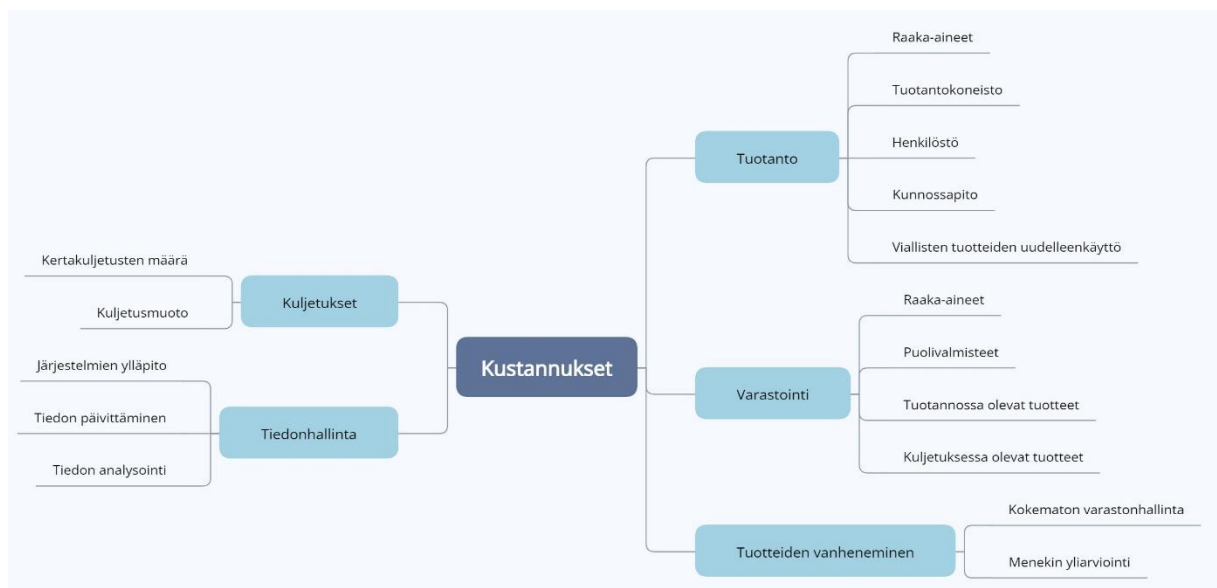 Kustannukset
Tuotanto
Raaka-aineet
Tuotantokoneisto
Henkilöstö
Kunnossapito
Viallisten tuotteiden uudelleenkäyttö
Varastointi
Raaka-aineet
Puolivalmisteet
Tuotannossa olevat tuotteet
Kuljetuksessa olevat tuotteet
Tuotteiden vanheneminen
Kokematon varastonhallinta
Menekin yliarviointi
Kuljetukset
Kertakuljetusten määrä
Kuljetusmuoto
Tiedonhallinta
Järjestelmien ylläpito
Tiedon päivittäminen
Tiedon analysointi